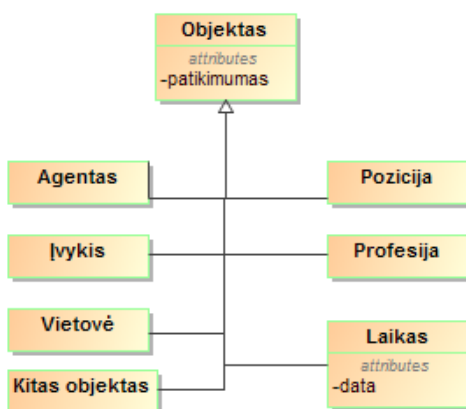 Objektas
attributes
-patikimumas
Agentas
Pozicija
Įvykis
Profesija
Vietovė
Laikas
attributes
-data
Kitas objektas